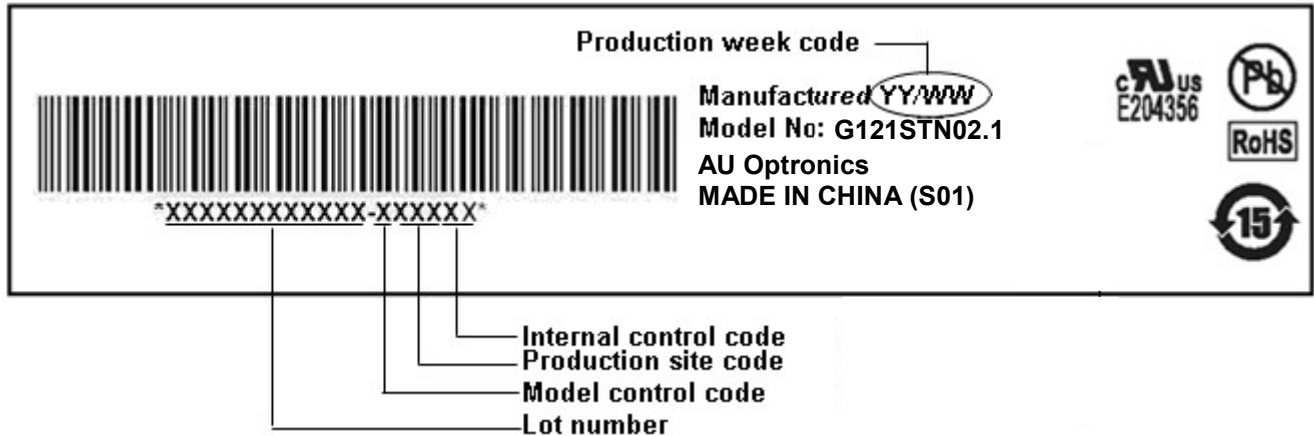 Production week code
Manufactured YY/WW
Model No: G121STN02.1
AU Optronics
MADE IN CHINA (S01)
c RU us
E204356
Pb
RoHS
15
*XXXXXXXXXXXX-XXXXXX*
Internal control code
Production site code
Model control code
Lot number